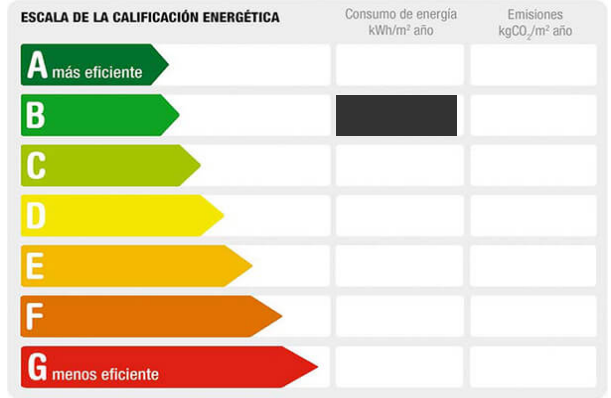 ESCALA DE LA CALIFICACIÓN ENERGÉTICA
Consumo de energía
kWh/m² año
Emisiones
kgCO₂/m² año
A más eficiente
B
C
D
E
F
G menos eficiente